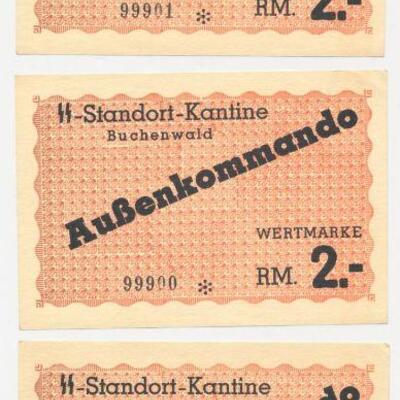 99901 * RM. 2.-
SS-Standort-Kantine
Buchenwald
Außenkommando
WERTMARKE
99900 * RM. 2.-
SS-Standort-Kantine